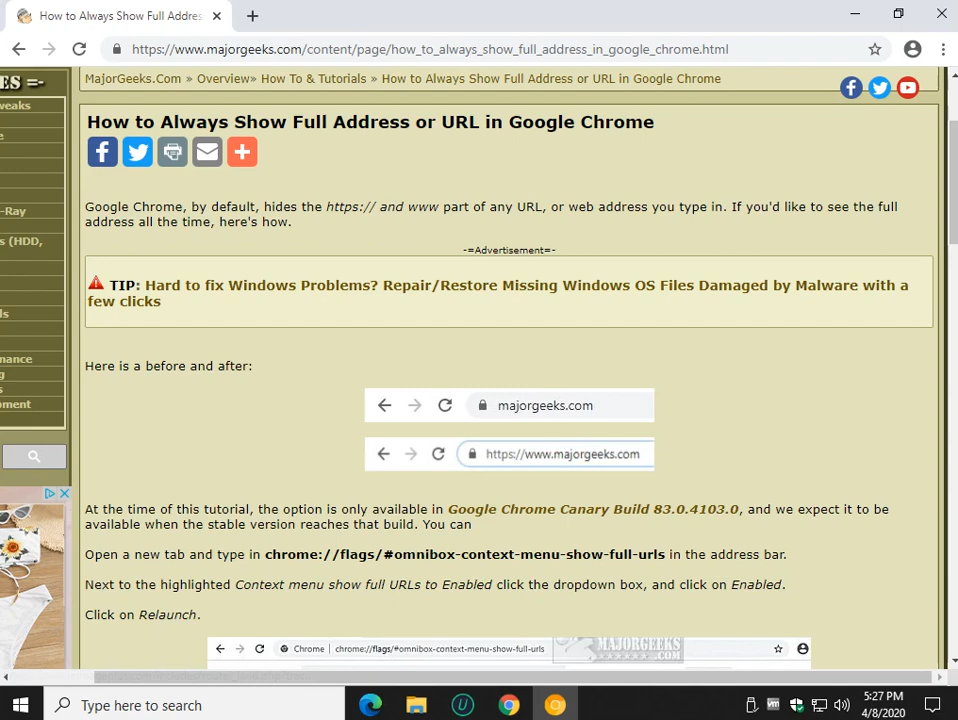 How to Always Show Full Addres
https://www.majorgeeks.com/content/page/how_to_always_show_full_address_in_google_chrome.html
ES =-
MajorGeeks.Com » Overview» How To & Tutorials » How to Always Show Full Address or URL in Google Chrome
weaks
How to Always Show Full Address or URL in Google Chrome
e
-Ray
Google Chrome, by default, hides the https:// and www part of any URL, or web address you type in. If you'd like to see the full
address all the time, here's how.
s (HDD,
-=Advertisement=-
TIP: Hard to fix Windows Problems? Repair/Restore Missing Windows OS Files Damaged by Malware with a
few clicks
ls
nance
g
s
oment
Here is a before and after:
majorgeeks.com
https://www.majorgeeks.com
At the time of this tutorial, the option is only available in Google Chrome Canary Build 83.0.4103.0, and we expect it to be
available when the stable version reaches that build. You can
Open a new tab and type in chrome://flags/#omnibox-context-menu-show-full-urls in the address bar.
Next to the highlighted Context menu show full URLs to Enabled click the dropdown box, and click on Enabled.
Click on Relaunch.
Chrome | chrome://flags/#omnibox-context-menu-show-full-urls
MAJORGEEKS
.COM
Type here to search
vm
5:27 PM
4/8/2020